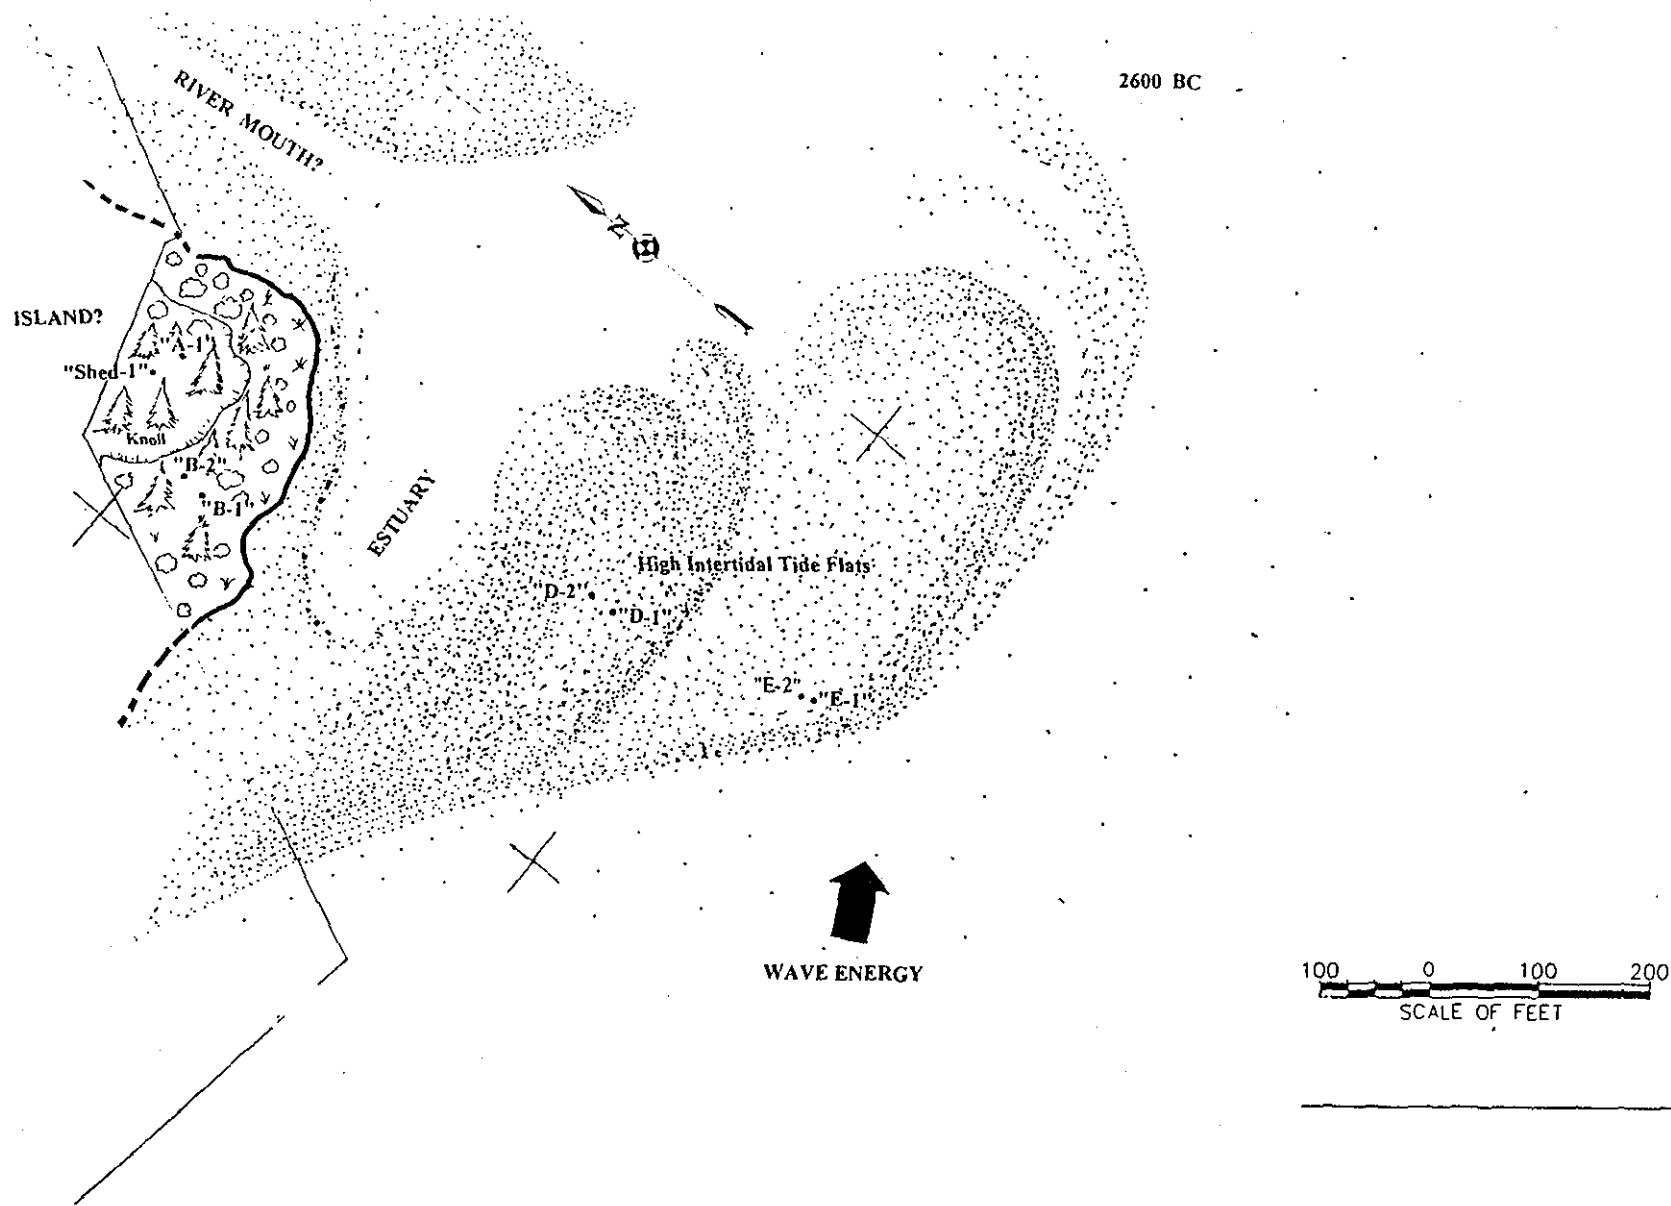 2600 BC
RIVER MOUTH?
N
ISLAND?
"A-1"
"Shed-1"
Knoll
"B-2"
"B-1"
ESTUARY
High Intertidal Tide Flats
"D-2"
"D-1"
"E-2"
"E-1"
WAVE ENERGY
100 0 100 200
SCALE OF FEET